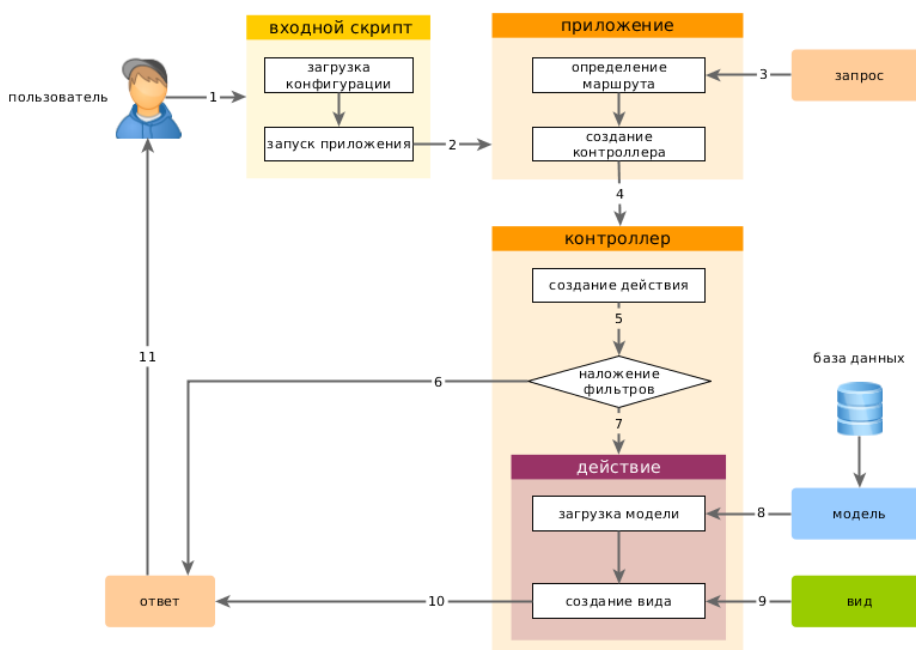 входной скрипт
приложение
загрузка
конфигурации
определение
маршрута
3
запрос
пользователь
1
запуск приложения
2
создание
контроллера
4
контроллер
создание действия
5
11
база данных
6
наложение
фильтров
7
действие
загрузка модели
8
модель
ответ
10
создание вида
9
вид